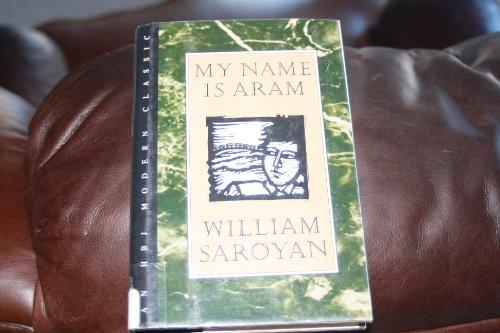 MY NAME
IS ARAM
WILLIAM
SAROYAN
AN HBJ MODERN CLASSIC